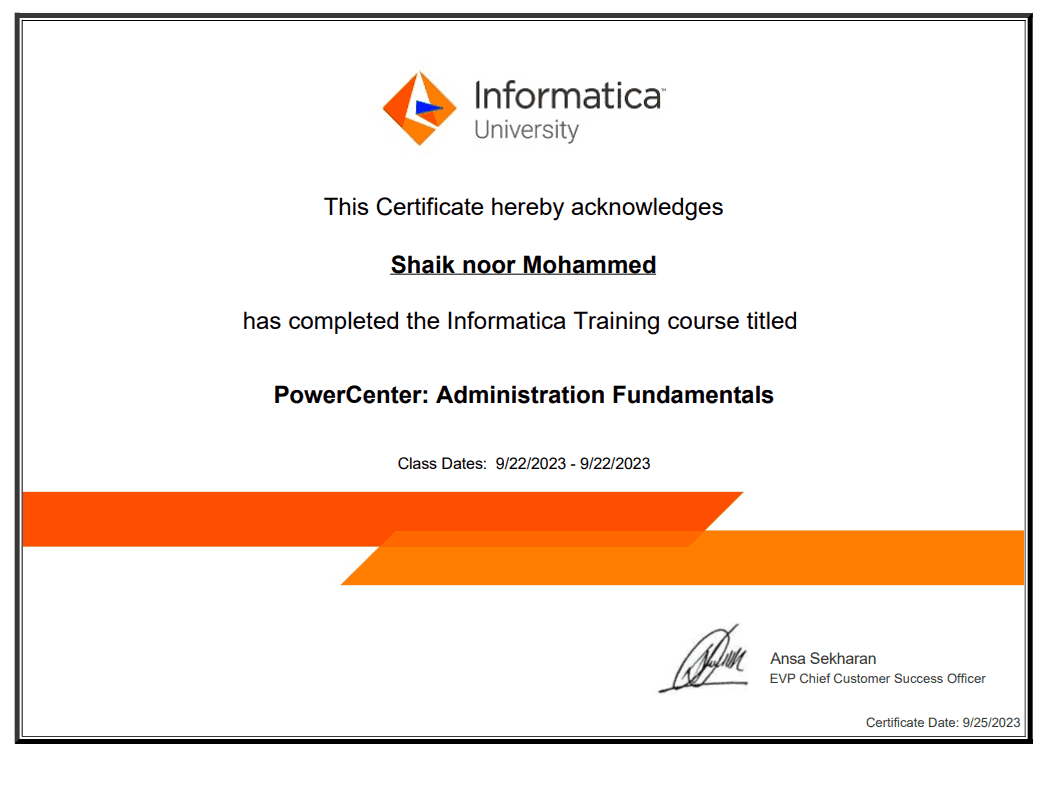 Informatica™
University
This Certificate hereby acknowledges
Shaik noor Mohammed
has completed the Informatica Training course titled
PowerCenter: Administration Fundamentals
Class Dates: 9/22/2023 - 9/22/2023
Ansa Sekharan
EVP Chief Customer Success Officer
Certificate Date: 9/25/2023